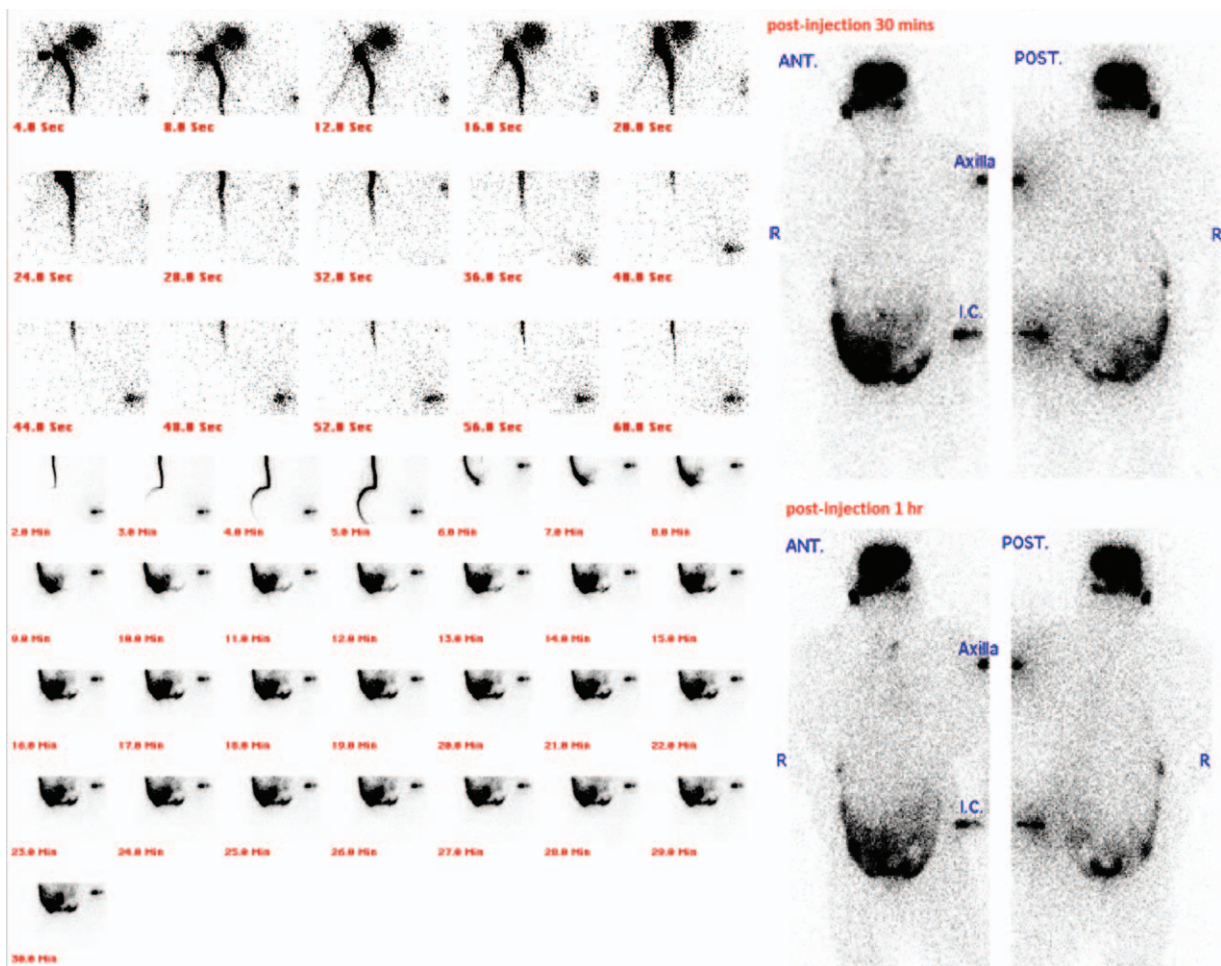 4.0 Sec
8.0 Sec
12.0 Sec
16.0 Sec
20.0 Sec
24.0 Sec
28.0 Sec
32.0 Sec
36.0 Sec
40.0 Sec
44.0 Sec
48.0 Sec
52.0 Sec
56.0 Sec
60.0 Sec
2.0 Min
3.0 Min
4.0 Min
5.0 Min
6.0 Min
7.0 Min
8.0 Min
9.0 Min
10.0 Min
11.0 Min
12.0 Min
13.0 Min
14.0 Min
15.0 Min
16.0 Min
17.0 Min
18.0 Min
19.0 Min
20.0 Min
21.0 Min
22.0 Min
23.0 Min
24.0 Min
25.0 Min
26.0 Min
27.0 Min
28.0 Min
29.0 Min
30.0 Min
post-injection 30 mins
ANT.
POST.
Axilla
R
R
I.C.
post-injection 1 hr
ANT.
POST.
Axilla
R
R
I.C.